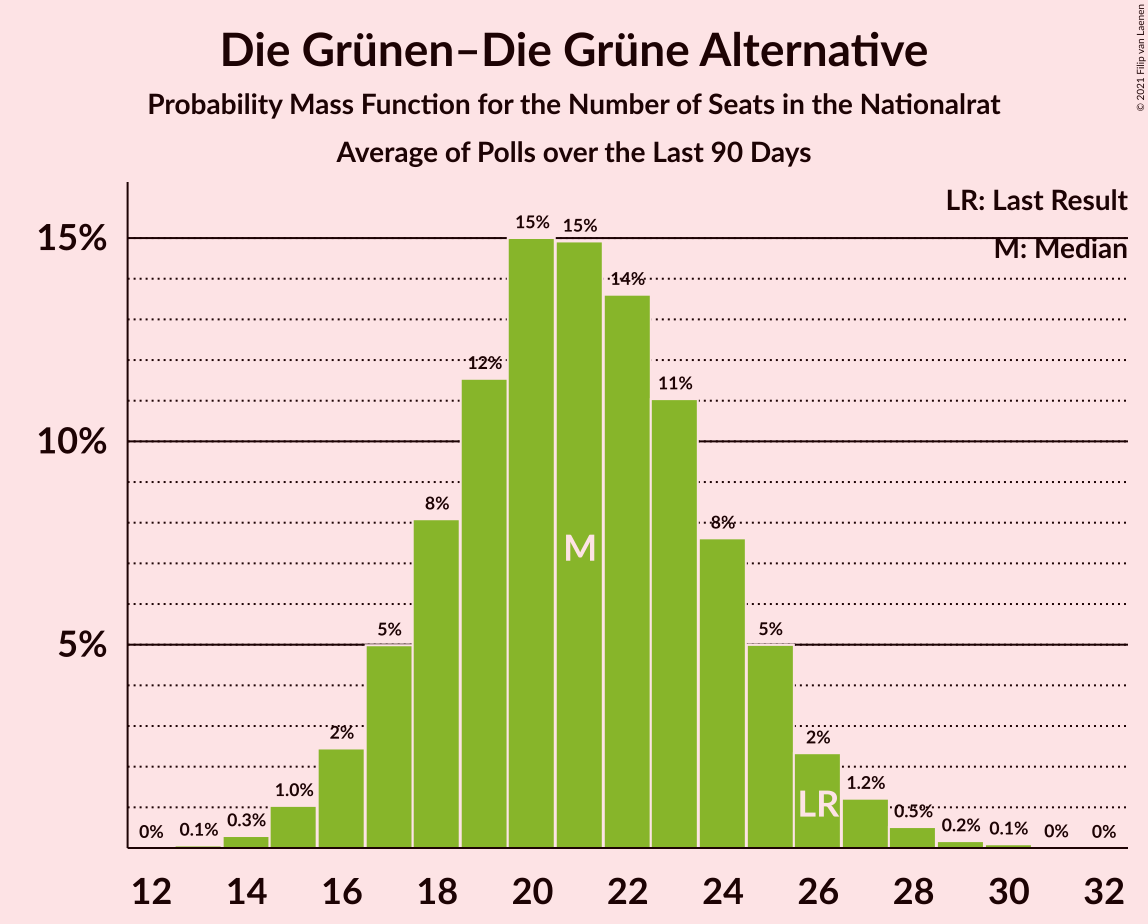 Die Grünen–Die Grüne Alternative
Probability Mass Function for the Number of Seats in the Nationalrat
Average of Polls over the Last 90 Days
© 2021 Filip van Laenen
LR: Last Result
M: Median
15%
10%
5%
0%
0.1%
0.3%
1.0%
2%
5%
8%
12%
15%
15%
14%
11%
8%
5%
2%
1.2%
0.5%
0.2%
0.1%
0%
0%
M
LR
12 14 16 18 20 22 24 26 28 30 32